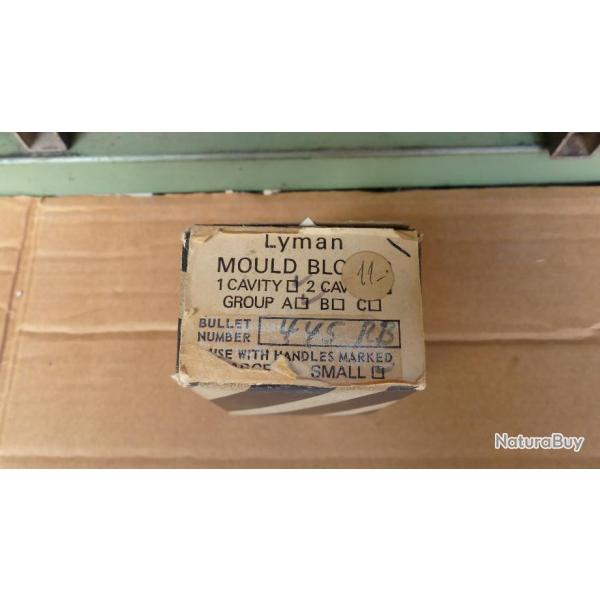 Lyman
MOULD BLO
11.-
1 CAVITY 2 CAV
GROUP A B C
BULLET NUMBER 445 RB
USE WITH HANDLES MARKED
SMALL
NaturaBuy